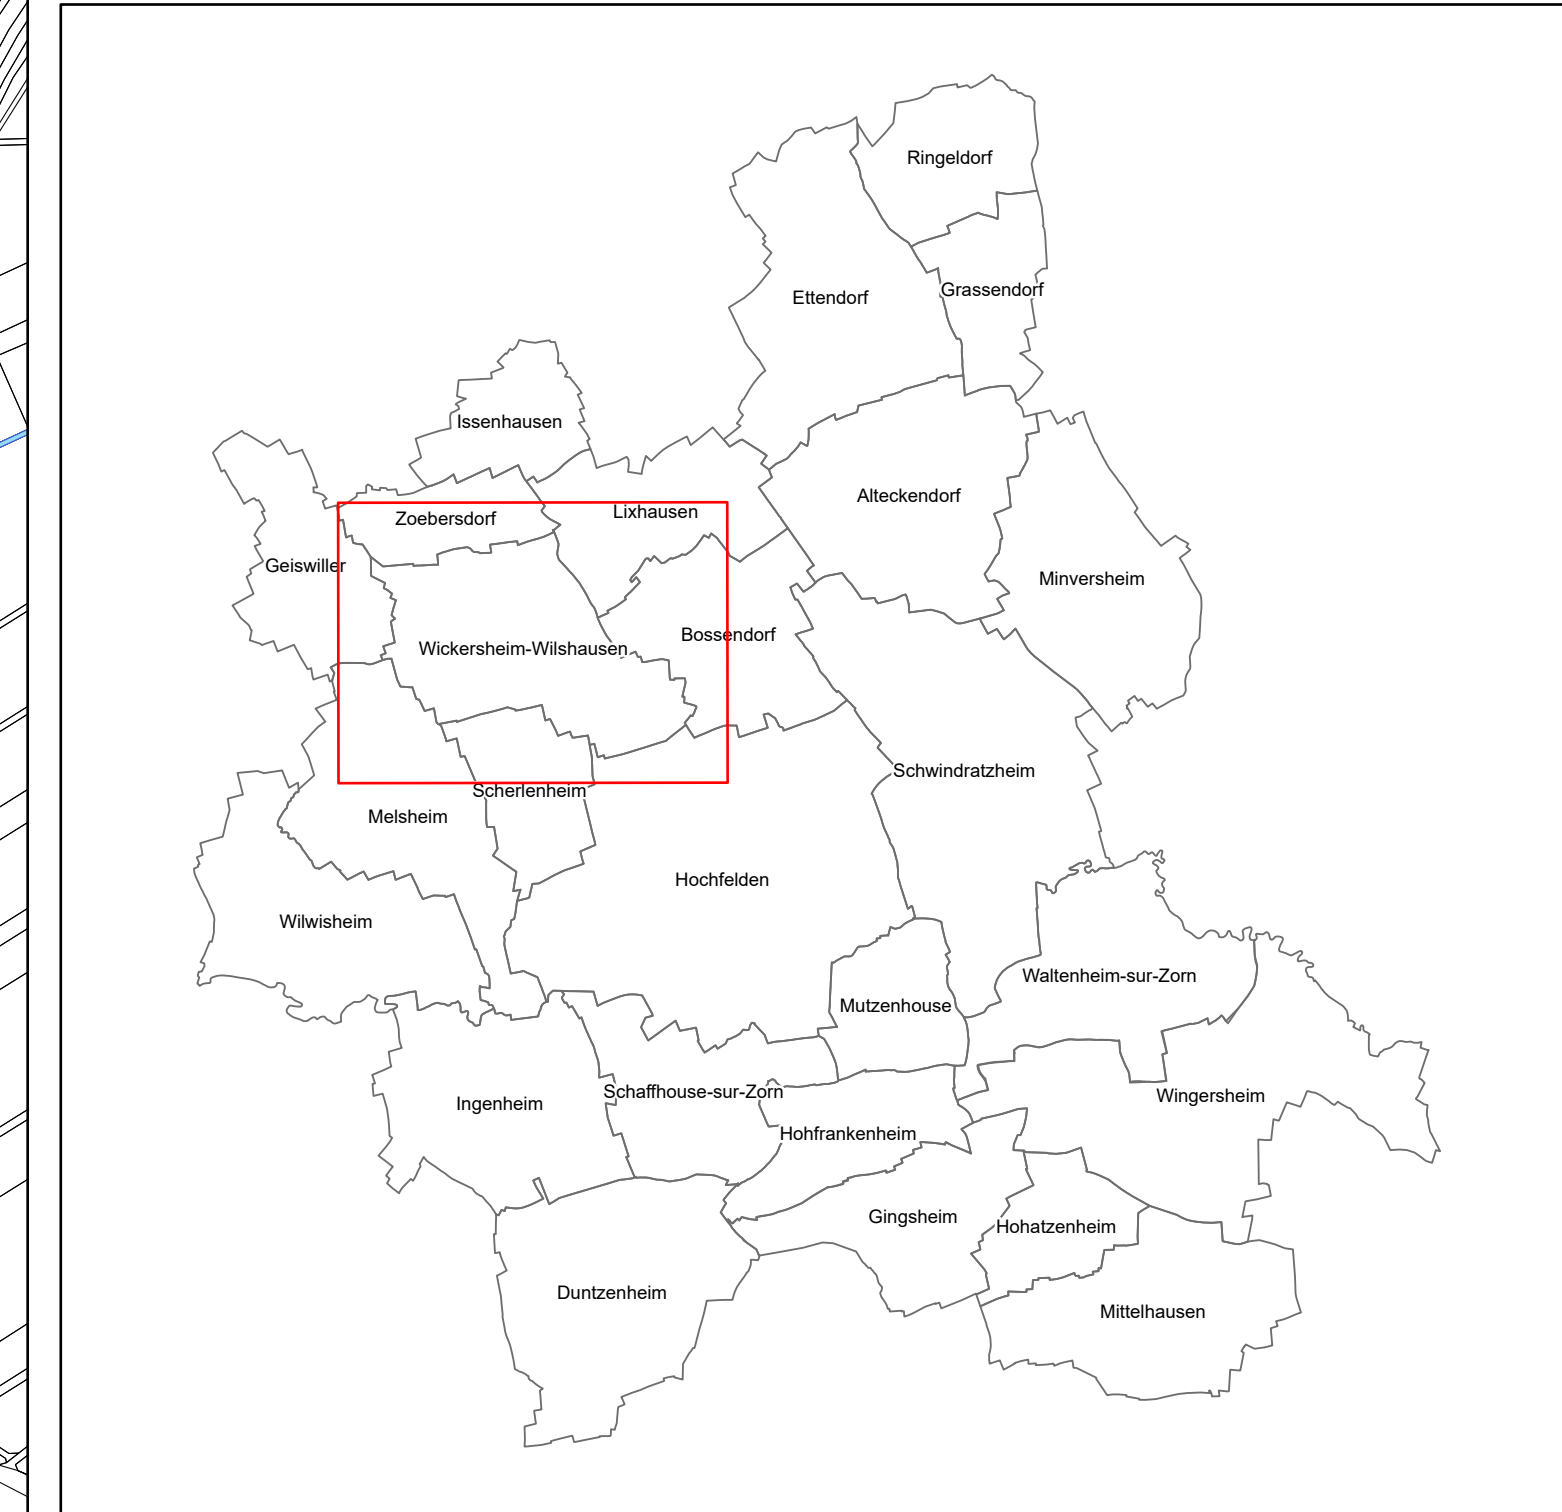 Ringeldorf
Grassendorf
Ettendorf
Issenhausen
Alteckendorf
Lixhausen
Zoebersdorf
Geiswiller
Minversheim
Bossendorf
Wickersheim-Wilshausen
Schwindratzheim
Scherlenheim
Melsheim
Hochfelden
Wilwisheim
Waltenheim-sur-Zorn
Mutzenhouse
Schaffhouse-sur-Zorn
Wingersheim
Ingenheim
Hohfrankenheim
Gingsheim
Hohatzenheim
Duntzenheim
Mittelhausen